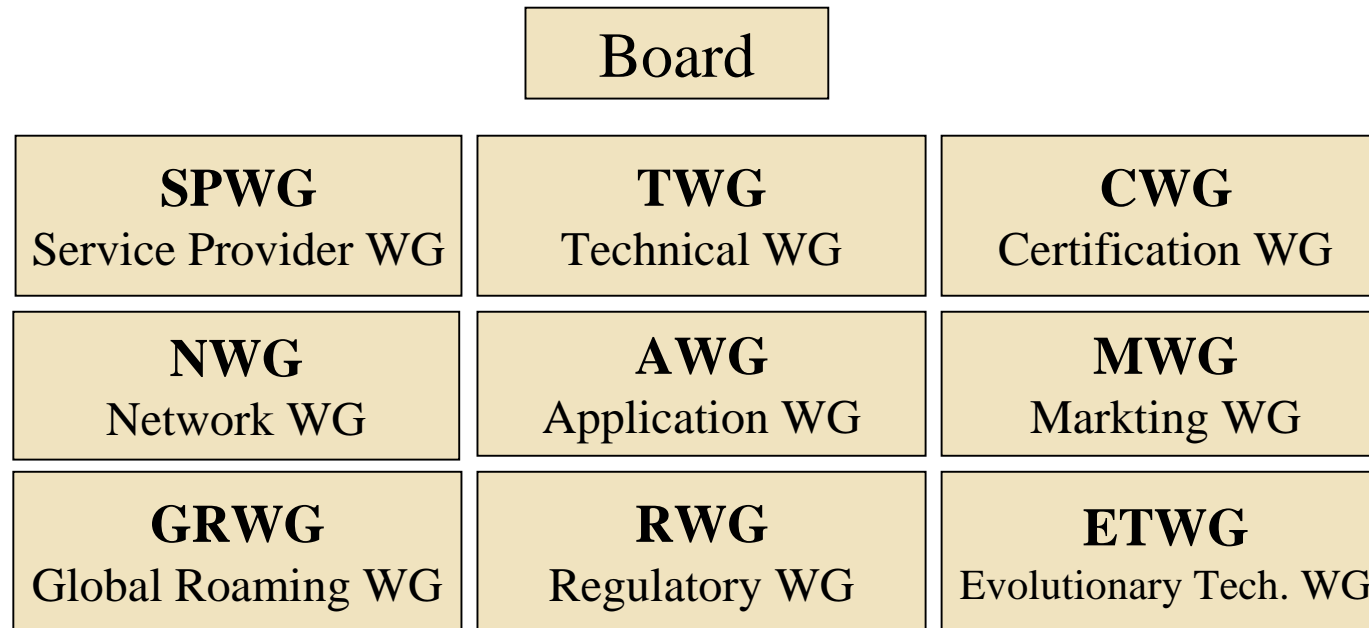 Board
SPWG
Service Provider WG
TWG
Technical WG
CWG
Certification WG
NWG
Network WG
AWG
Application WG
MWG
Markting WG
GRWG
Global Roaming WG
RWG
Regulatory WG
ETWG
Evolutionary Tech. WG